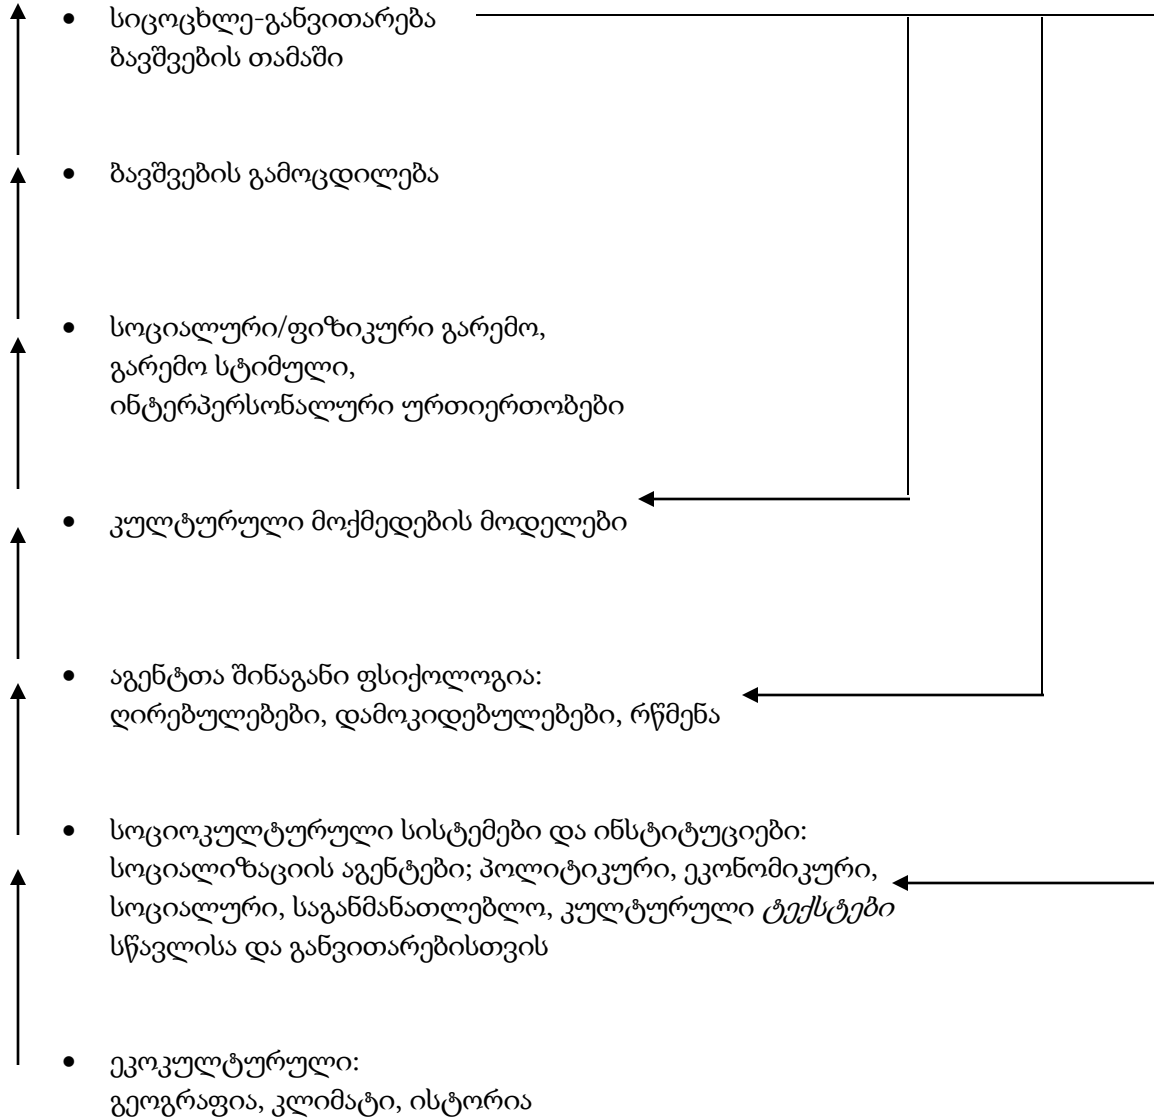 • სიცოცხლე-განვითარება
ბავშვების თამაში
• ბავშვების გამოცდილება
• სოციალური/ფიზიკური გარემო,
გარემო სტიმული,
ინტერპერსონალური ურთიერთობები
• კულტურული მოქმედების მოდელები
• აგენტთა შინაგანი ფსიქოლოგია:
ღირებულებები, დამოკიდებულებები, რწმენა
• სოციოკულტურული სისტემები და ინსტიტუციები:
სოციალიზაციის აგენტები; პოლიტიკური, ეკონომიკური,
სოციალური, საგანმანათლებლო, კულტურული ტექსტები
სწავლისა და განვითარებისთვის
• ეკოკულტურული:
გეოგრაფია, კლიმატი, ისტორია